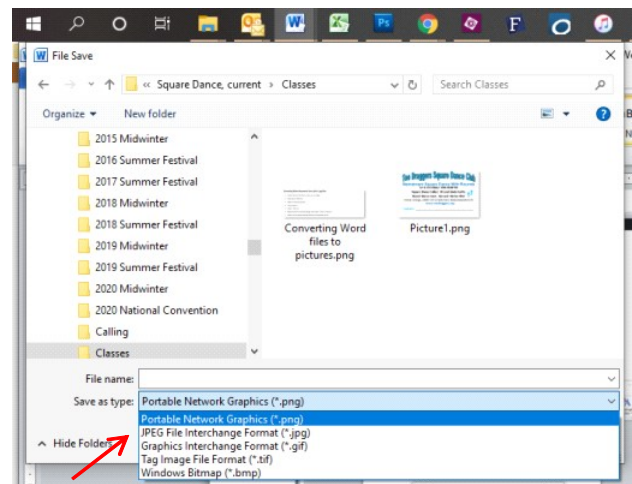 W
Ps
F
File Save
« Square Dance, current › Classes
Search Classes
Organize
New folder
2015 Midwinter
2016 Summer Festival
2017 Summer Festival
2018 Midwinter
2018 Summer Festival
2019 Midwinter
2019 Summer Festival
2020 Midwinter
2020 National Convention
Calling
Classes
Converting Word
files to
pictures.png
Picture1.png
File name:
Save as type: Portable Network Graphics (*.png)
Portable Network Graphics (*.png)
JPEG File Interchange Format (*.jpg)
Graphics Interchange Format (*.gif)
Tag Image File Format (*.tif)
Windows Bitmap (*.bmp)
Hide Folders